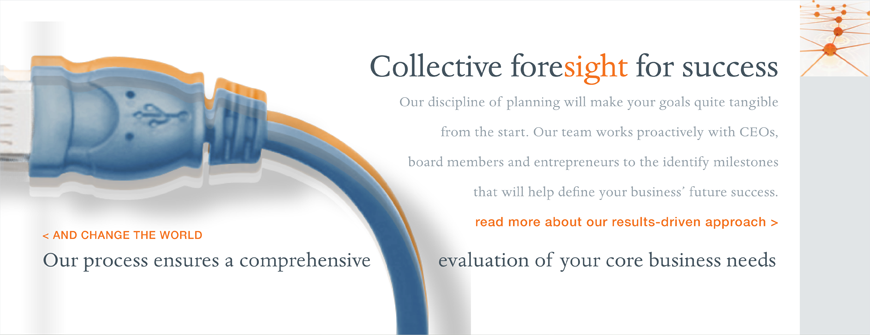 Collective foresight for success
Our discipline of planning will make your goals quite tangible
from the start. Our team works proactively with CEOs,
board members and entrepreneurs to the identify milestones
that will help define your business' future success.
read more about our results-driven approach >
< AND CHANGE THE WORLD
Our process ensures a comprehensive evaluation of your core business needs